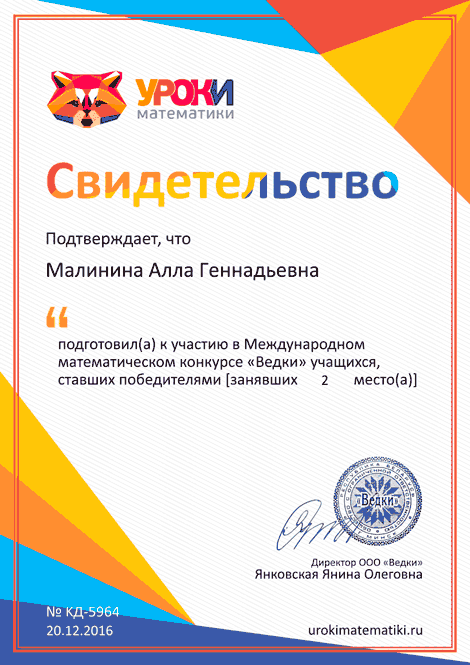 УРОКИ
математики
Свидетельство
Подтверждает, что
Малинина Алла Геннадьевна
“
подготовил(а) к участию в Международном
математическом конкурсе «Ведки» учащихся,
ставших победителями [занявших 2 место(а)]
«Ведки»
Директор ООО «Ведки»
Янковская Янина Олеговна
№ КД-5964
20.12.2016
urokimatematiki.ru